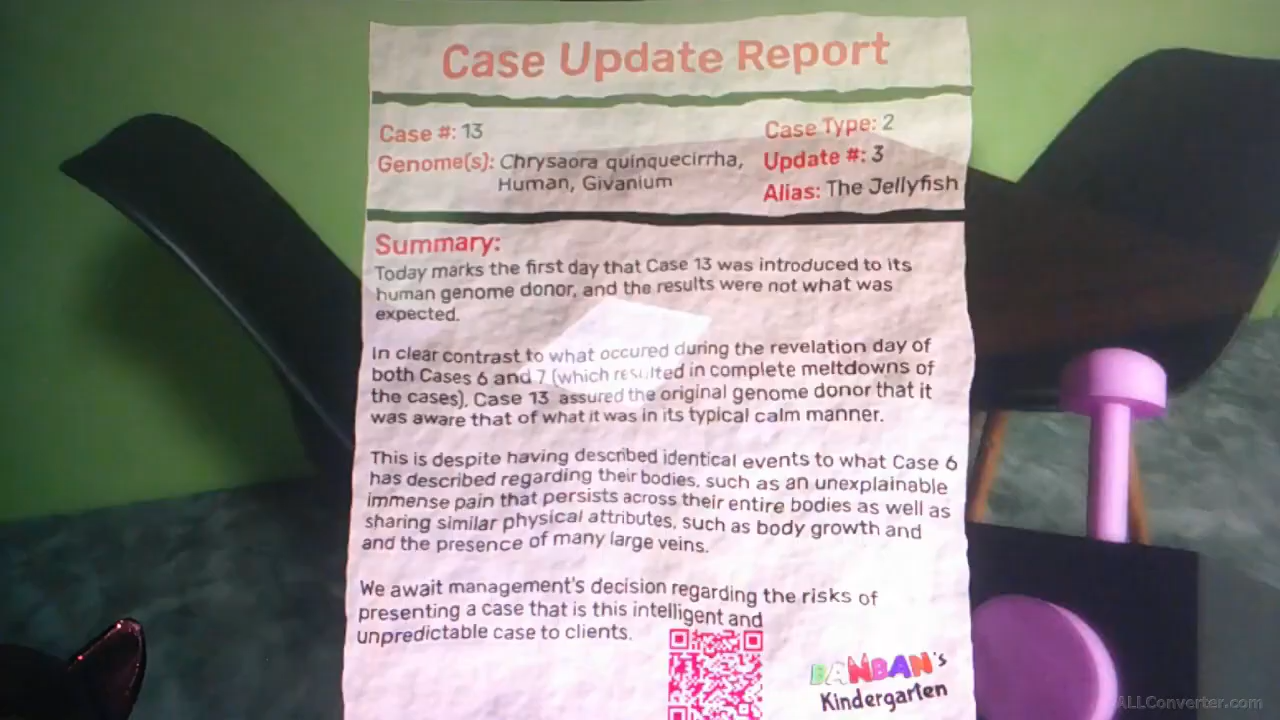 Case Update Report
Case #: 13
Case Type: 2
Genome(s): Chrysaora quinquecirrha,
Human, Givanium
Update #: 3
Alias: The Jellyfish
Summary:
Today marks the first day that Case 13 was introduced to its
human genome donor, and the results were not what was
expected.
In clear contrast to what occured during the revelation day of
both Cases 6 and 7 (which resulted in complete meltdowns of
the cases), Case 13 assured the original genome donor that it
was aware that of what it was in its typical calm manner.
This is despite having described identical events to what Case 6
has described regarding their bodies, such as an unexplainable
immense pain that persists across their entire bodies as well as
sharing similar physical attributes, such as body growth and
and the presence of many large veins.
We await management's decision regarding the risks of
presenting a case that is this intelligent and
unpredictable case to clients.
BANBAN's
Kindergarten
ALLConverter.com